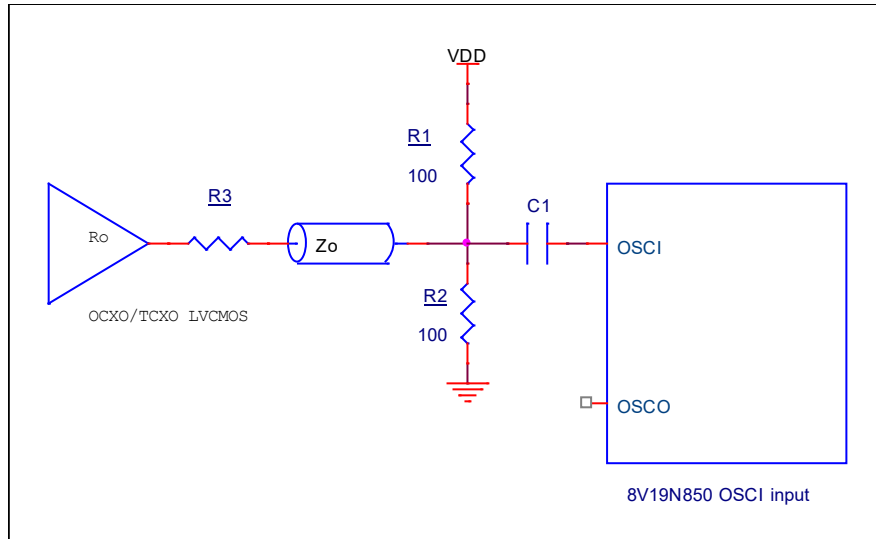 VDD
R1
100
R3
C1
Ro
Zo
OSCI
R2
OCXO/TCXO LVCMOS
100
OSCO
8V19N850 OSCI input